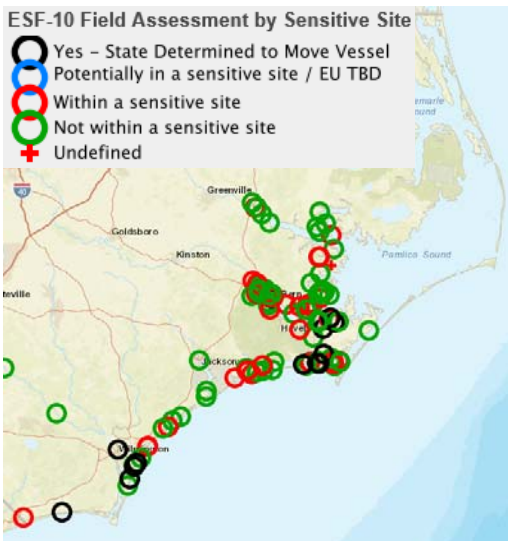 ESF-10 Field Assessment by Sensitive Site
Yes – State Determined to Move Vessel
Potentially in a sensitive site / EU TBD
Within a sensitive site
Not within a sensitive site
Undefined
40
Greenville
Goldsboro
Kinston
Pamlico Sound